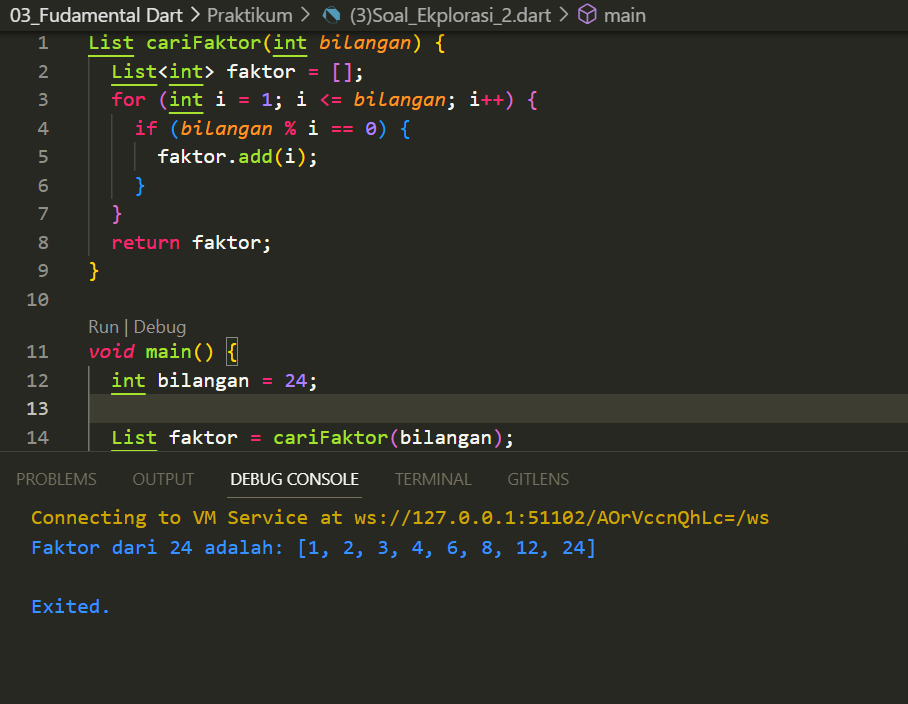 03_Fudamental Dart > Praktikum > (3)Soal_Ekplorasi_2.dart > main
1 List cariFaktor(int bilangan) {
2 List<int> faktor = [];
3 for (int i = 1; i <= bilangan; i++) {
4 if (bilangan % i == 0) {
5 faktor.add(i);
6 }
7 }
8 return faktor;
9 }
10
Run | Debug
11 void main() {
12 int bilangan = 24;
13
14 List faktor = cariFaktor(bilangan);
PROBLEMS OUTPUT DEBUG CONSOLE TERMINAL GITLENS
Connecting to VM Service at ws://127.0.0.1:51102/AOrVccnQhLc=/ws
Faktor dari 24 adalah: [1, 2, 3, 4, 6, 8, 12, 24]
Exited.